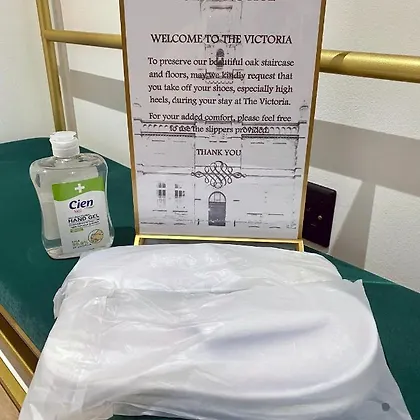 WELCOME TO THE VICTORIA
To preserve our beautiful oak staircase
and floors, may we kindly request that
you take off your shoes, especially high
heels, during your stay at The Victoria.
For your added comfort, please feel free
to use the slippers provided.
THANK YOU
Cien
HAND GEL